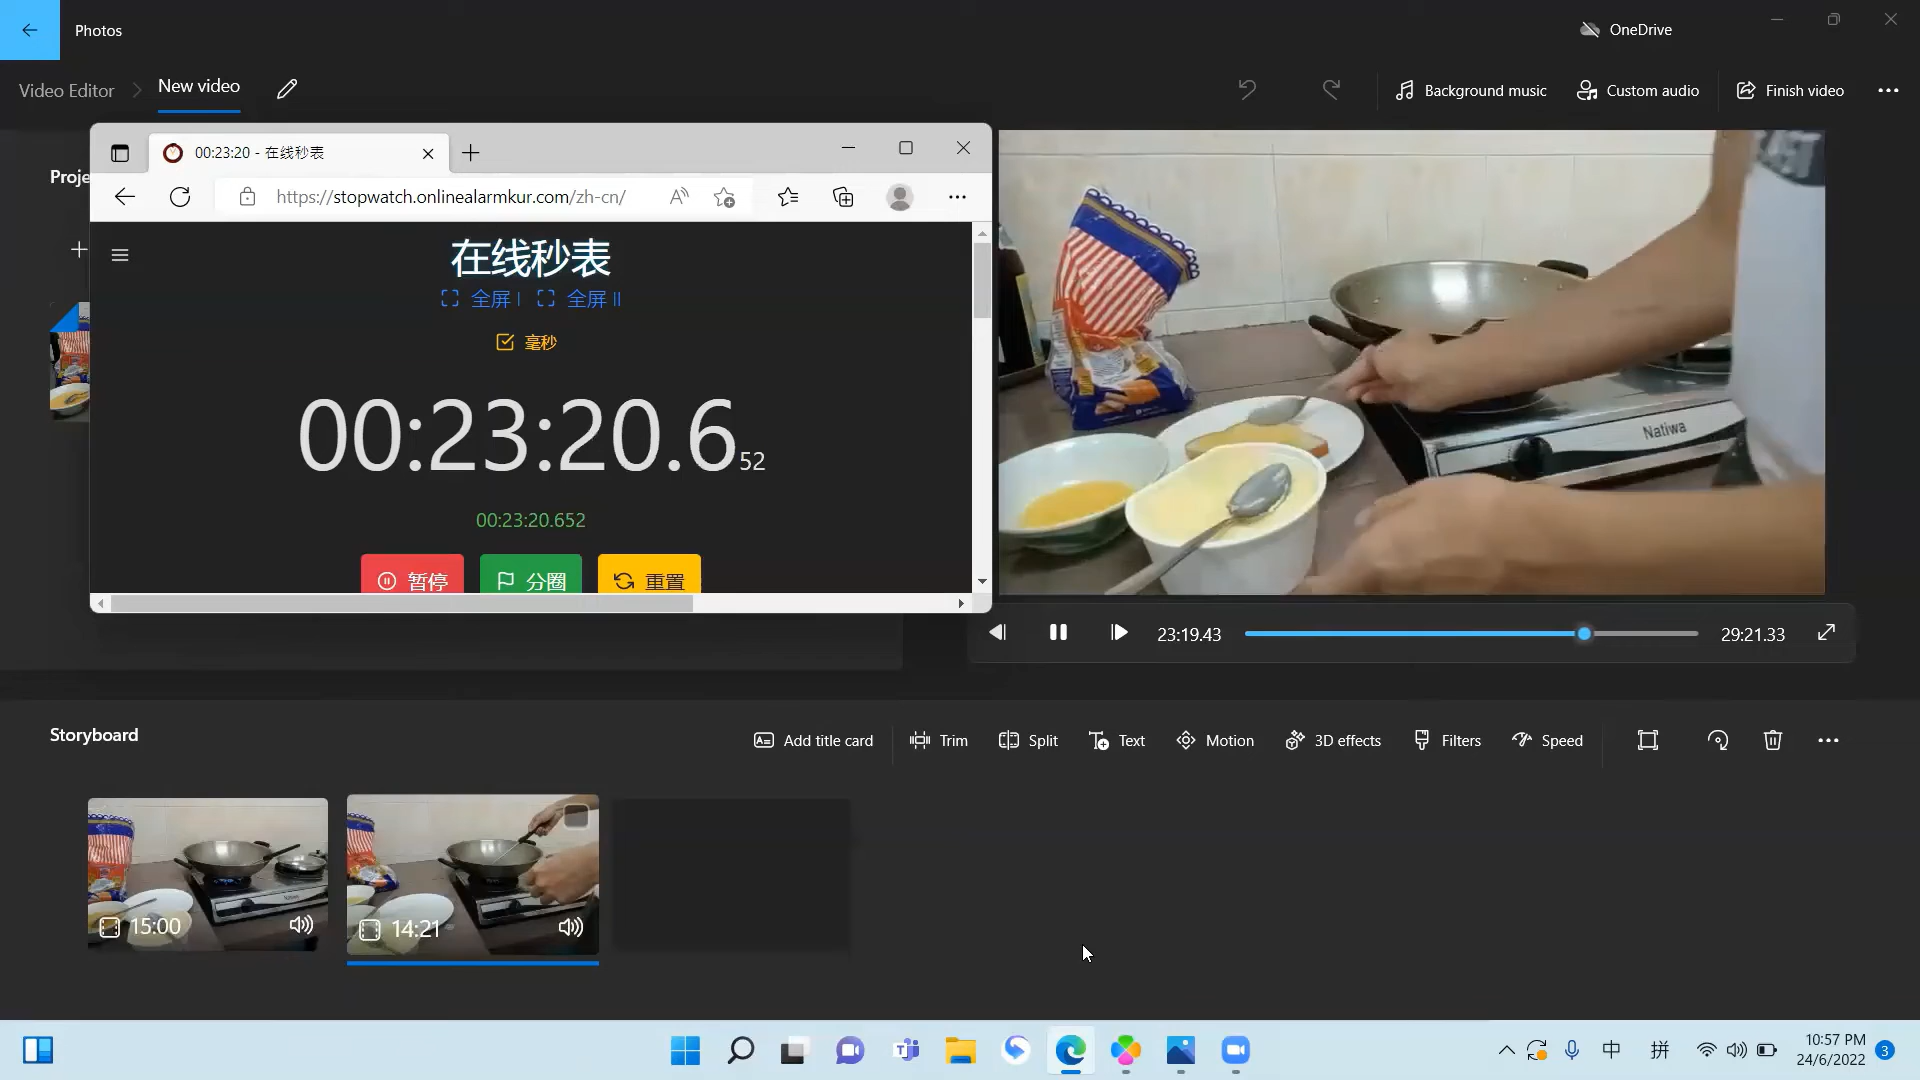 Photos
OneDrive
Video Editor
New video
Background music
Custom audio
Finish video
Proje
00:23:20 - 在线秒表
https://stopwatch.onlinealarmkur.com/zh-cn/
在线秒表
全屏 I
全屏 II
毫秒
00:23:20.652
00:23:20.652
暂停
分圈
重置
Natiwa
23:19.43
29:21.33
Storyboard
Add title card
Trim
Split
Text
Motion
3D effects
Filters
Speed
15:00
14:21
中
拼
10:57 PM
24/6/2022
3